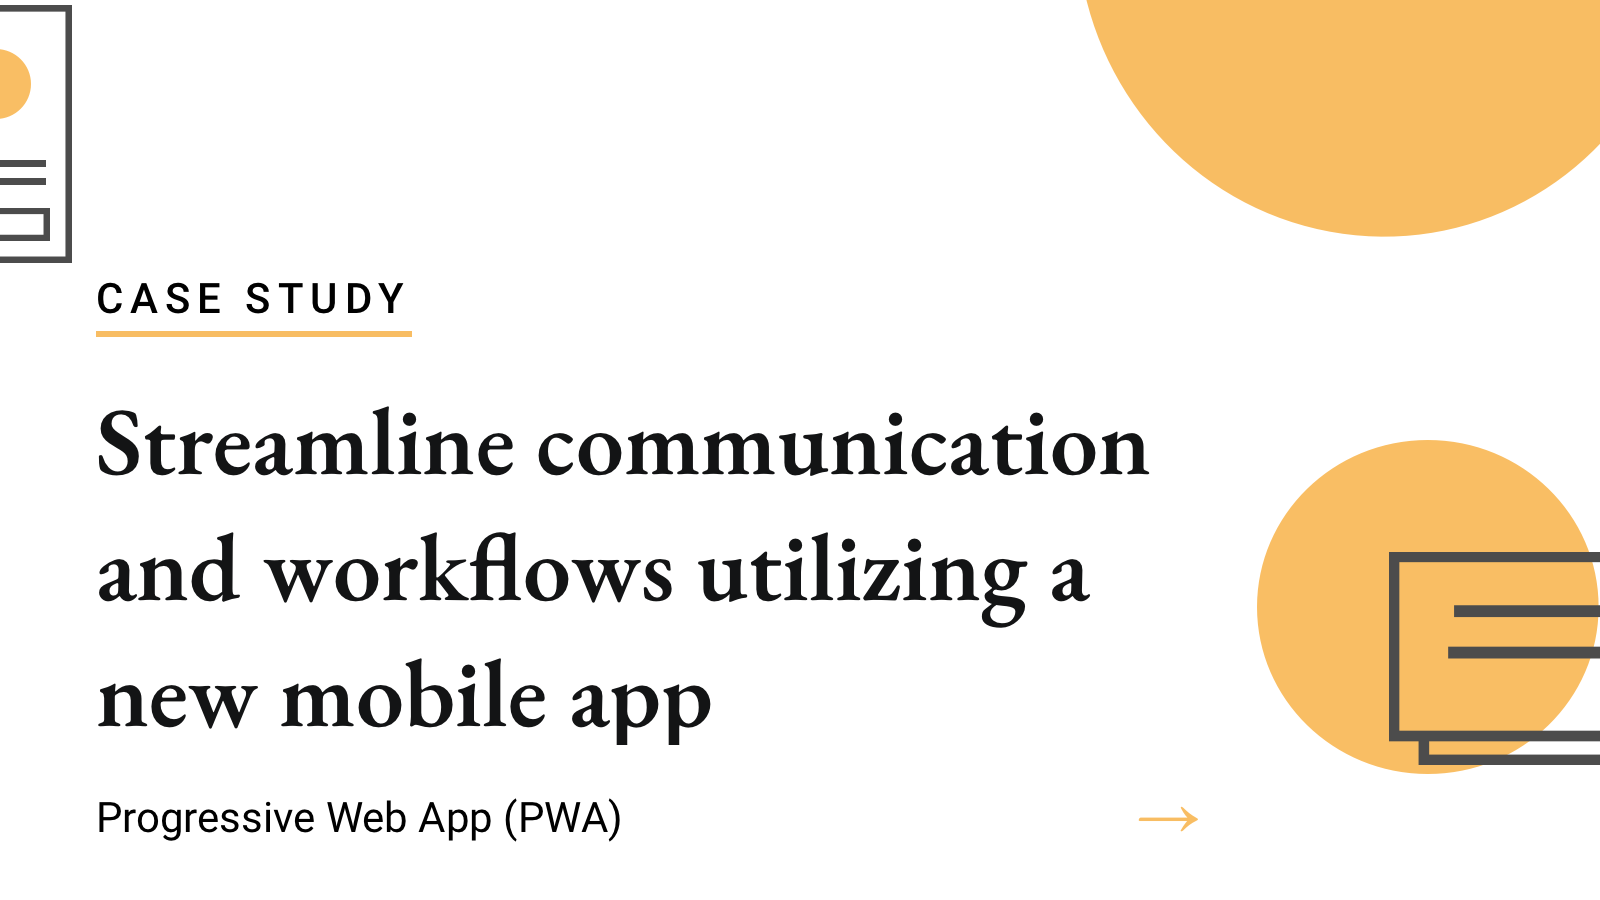 CASE STUDY
Streamline communication
and workflows utilizing a
new mobile app
Progressive Web App (PWA)